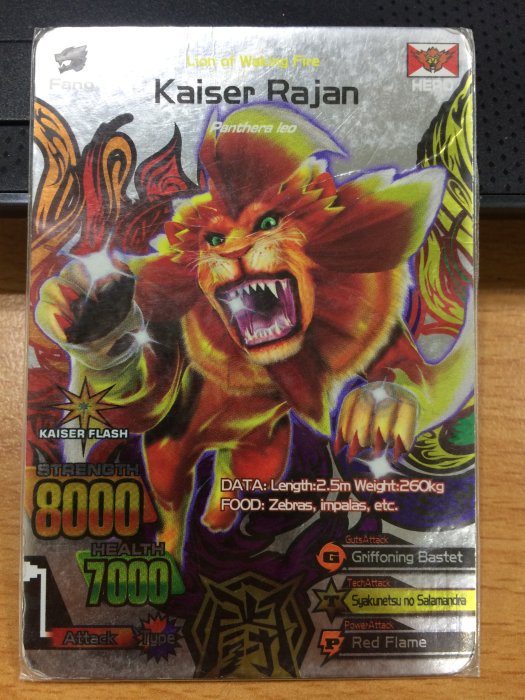 Lion of Waking Fire
Fang
Kaiser Rajan
HERO
Panthera leo
KAISER FLASH
STRENGTH
8000
HEALTH
7000
DATA: Length:2.5m Weight:260kg
FOOD: Zebras, impalas, etc.
GutsAttack
G Griffoning Bastet
TechAttack
T Syakunetsu no Salamandra
PowerAttack
P Red Flame
Attack Type